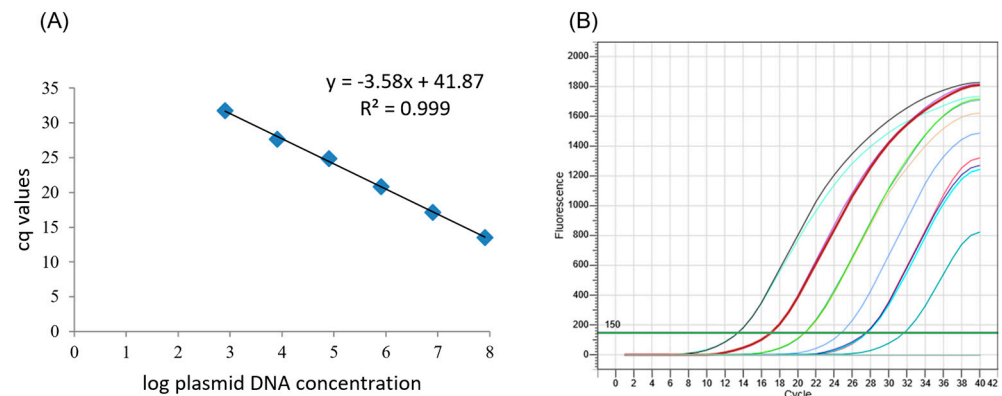 (A)
y = -3.58x + 41.87
R² = 0.999
35
30
25
20
15
10
5
0
cq values
0 1 2 3 4 5 6 7 8
log plasmid DNA concentration
(B)
2000
1800
1600
1400
1200
1000
800
600
400
200
0
Fluorescence
150
0 2 4 6 8 10 12 14 16 18 20 22 24 26 28 30 32 34 36 38 40 42
Cycle